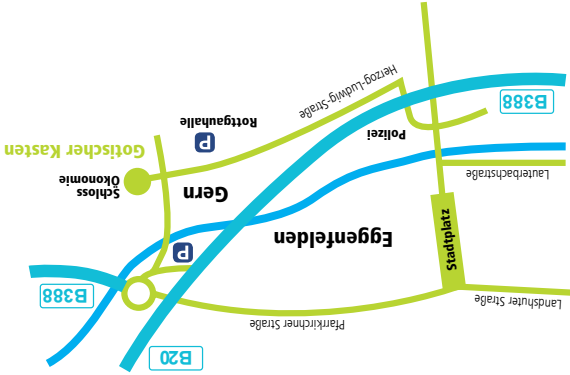 B20
Pfarrkirchner Straße
Landshuter Straße
B388
P
Eggenfelden
Stadtplatz
Gern
Schloss
Ökonomie
Gotischer Kasten
Lauterbachstraße
P
Rottgauhalle
Polizei
Herzog-Ludwig-Straße
B388